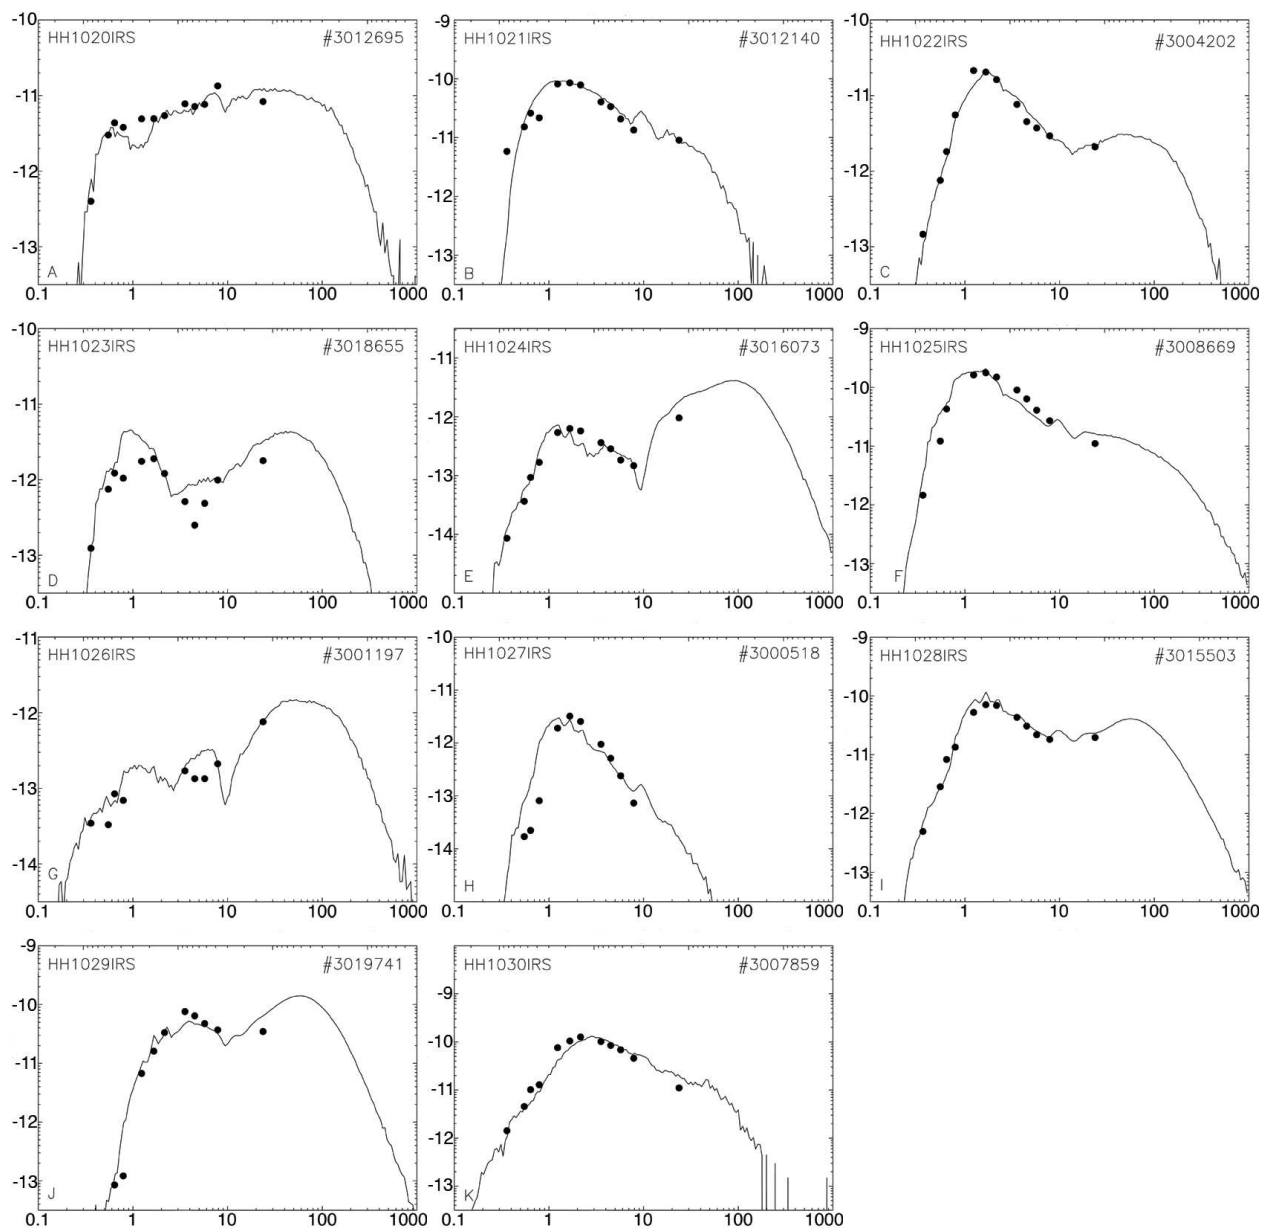 -10
HH1020IRS #3012695
-11
-12
-13
A
0.1 1 10 100 1000
-9
HH1021IRS #3012140
-10
-11
-12
-13
B
0.1 1 10 100 1000
-10
HH1022IRS #3004202
-11
-12
-13
C
0.1 1 10 100 1000
-10
HH1023IRS #3018655
-11
-12
-13
D
0.1 1 10 100 1000
HH1024IRS #3016073
-11
-12
-13
-14
E
0.1 1 10 100 1000
-9
HH1025IRS #3008669
-10
-11
-12
-13
F
0.1 1 10 100 1000
-11
HH1026IRS #3001197
-12
-13
-14
G
0.1 1 10 100 1000
-10
HH1027IRS #3000518
-11
-12
-13
-14
H
0.1 1 10 100 1000
-9
HH1028IRS #3015503
-10
-11
-12
-13
I
0.1 1 10 100 1000
-9
HH1029IRS #3019741
-10
-11
-12
-13
J
0.1 1 10 100 1000
HH1030IRS #3007859
-9
-10
-11
-12
-13
K
0.1 1 10 100 1000